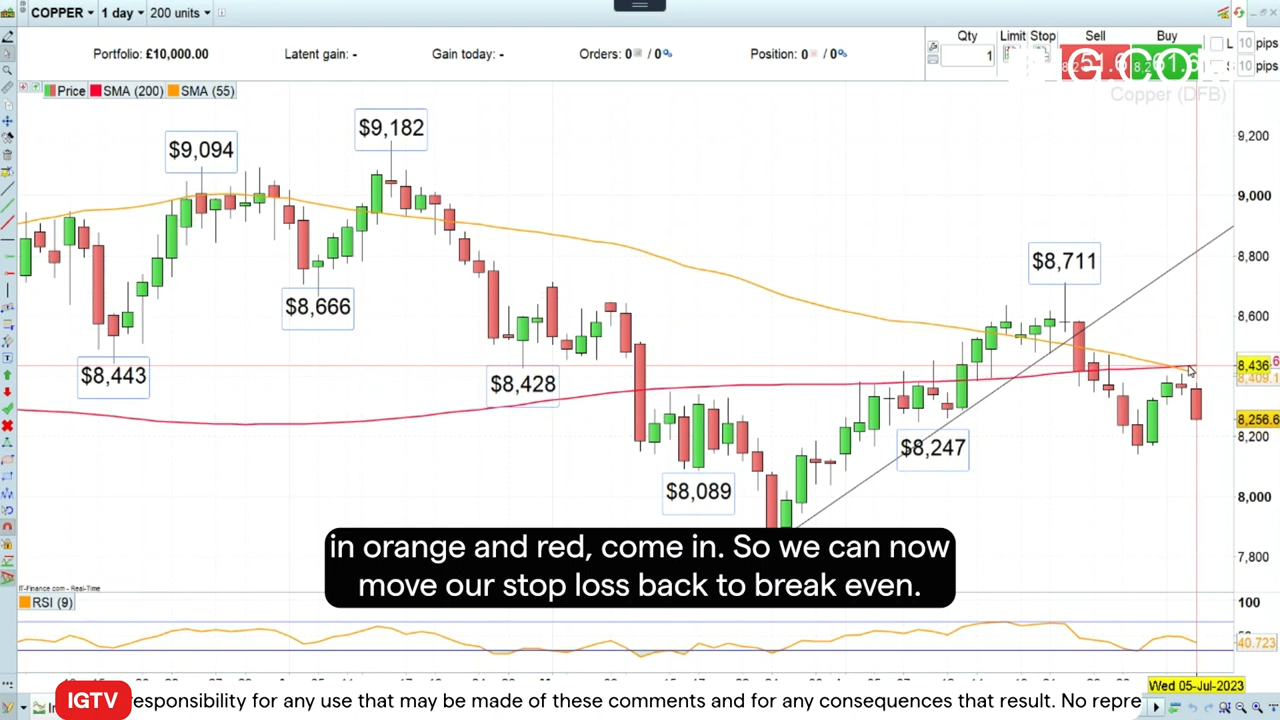 COPPER 1 day 200 units
Portfolio: £10,000.00 Latent gain: - Gain today: - Orders: 0 / 0 Position: 0 / 0
Qty Limit Stop Sell Buy
1
10 pips
10 pips
Copper (DFB)
Price SMA (200) SMA (55)
$9,094
$9,182
$8,666
$8,443
$8,428
$8,089
$8,247
$8,711
9,200
9,000
8,800
8,600
8,436
8,409.1
8,256.6
8,200
8,000
7,800
in orange and red, come in. So we can now
move our stop loss back to break even.
IT-Finance.com - Real-Time
RSI (9)
100
40.723
Wed 05-Jul-2023
IGTV
responsibility for any use that may be made of these comments and for any consequences that result. No repre